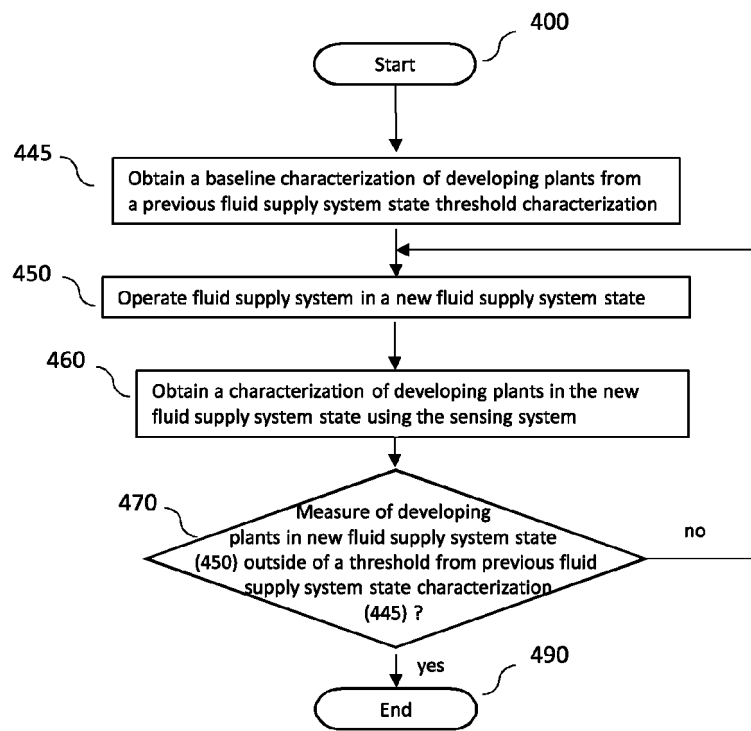 400
Start
445
Obtain a baseline characterization of developing plants from
a previous fluid supply system state threshold characterization
450
Operate fluid supply system in a new fluid supply system state
460
Obtain a characterization of developing plants in the new
fluid supply system state using the sensing system
470
Measure of developing
plants in new fluid supply system state
(450) outside of a threshold from previous fluid
supply system state characterization
(445) ?
no
yes
490
End